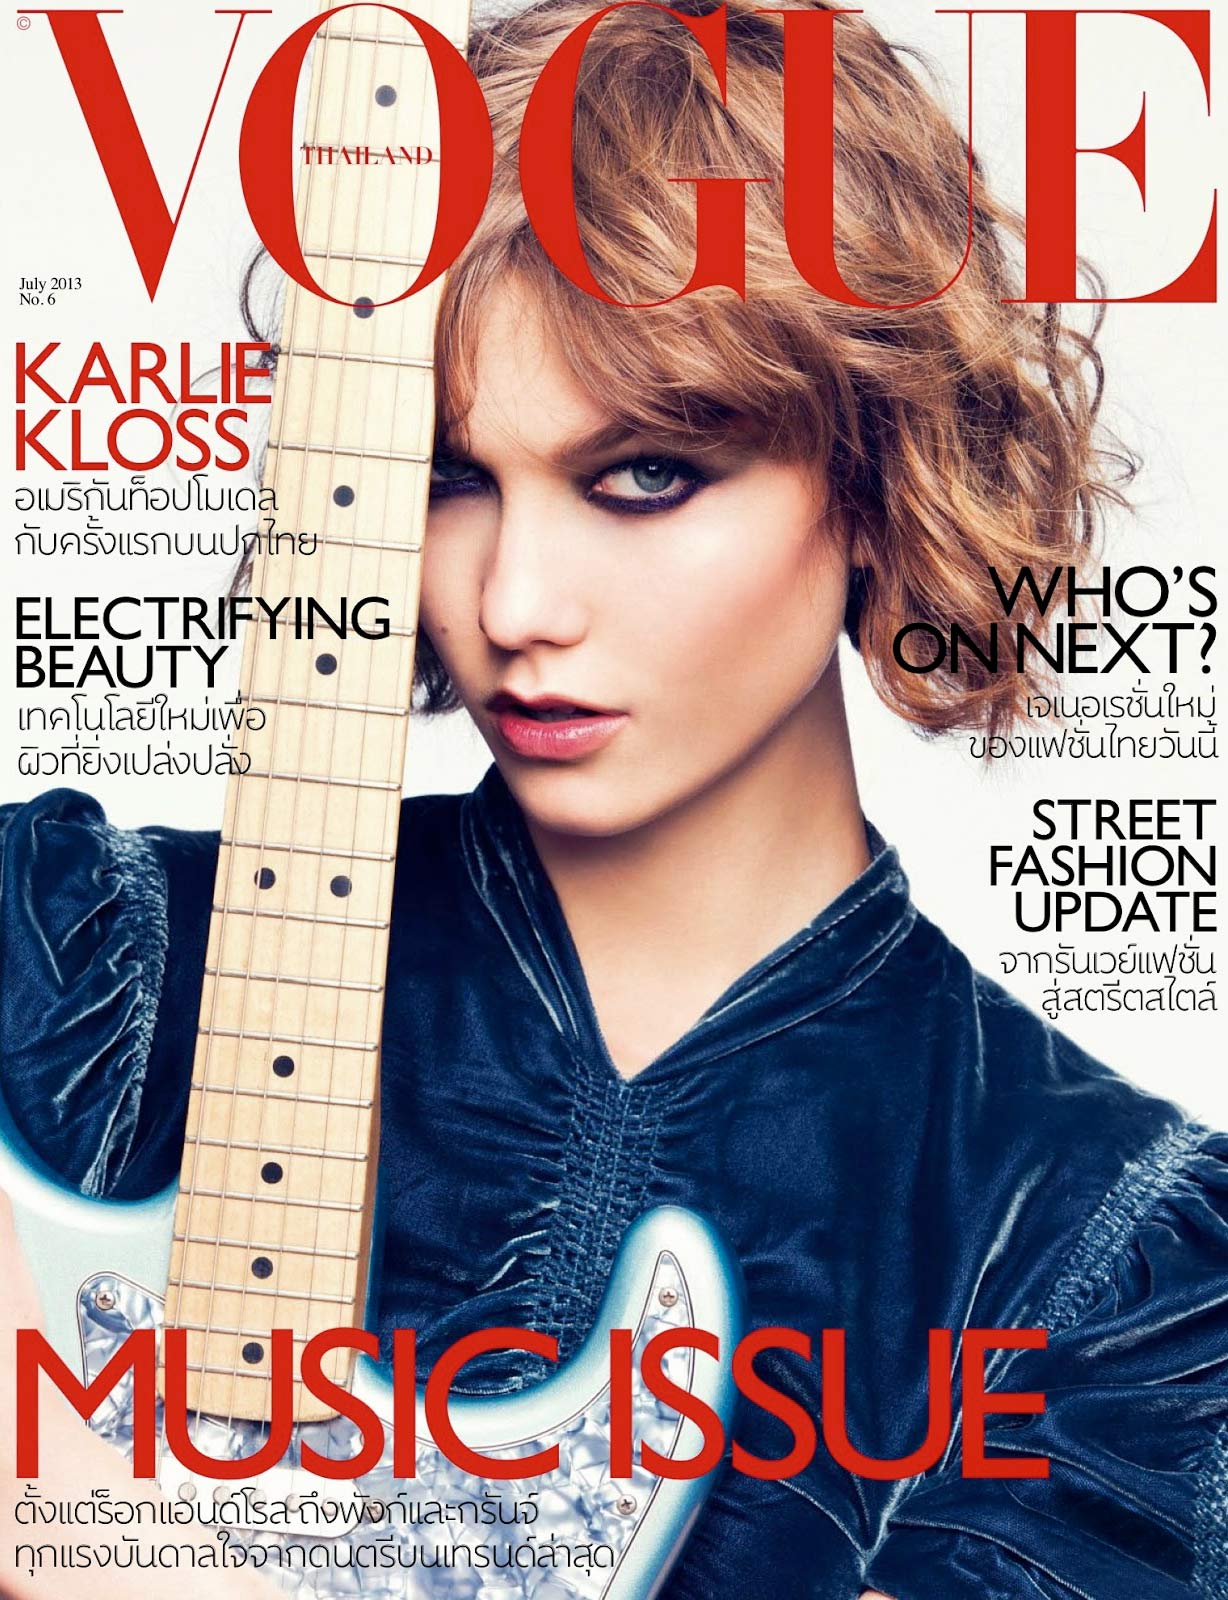 ©
VOGUE
THAILAND
July 2013
No. 6
KARLIE
KLOSS
อเมริกันท็อปโมเดล
กับครั้งแรกบนปกไทย
ELECTRIFYING
BEAUTY
เทคโนโลยีใหม่เพื่อ
ผิวที่ยิ่งเปล่งปลั่ง
WHO'S
ON NEXT?
เจเนอเรชั่นใหม่
ของแฟชั่นไทยวันนี้
STREET
FASHION
UPDATE
จากรันเวย์แฟชั่น
สู่สตรีตสไตล์
MUSIC ISSUE
ตั้งแต่ร็อกแอนด์โรล ถึงพังก์และกรันจ์
ทุกแรงบันดาลใจจากดนตรีบนเทรนด์ล่าสุด